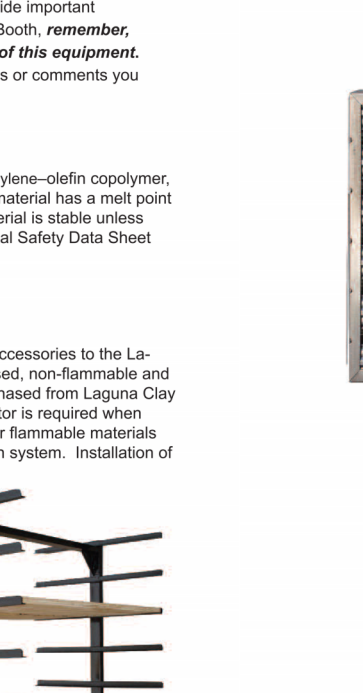 ide important
Booth, remember,
of this equipment.
s or comments you
ylene–olefin copolymer,
material has a melt point
erial is stable unless
al Safety Data Sheet
ccessories to the La-
sed, non-flammable and
hased from Laguna Clay
tor is required when
r flammable materials
n system.  Installation of